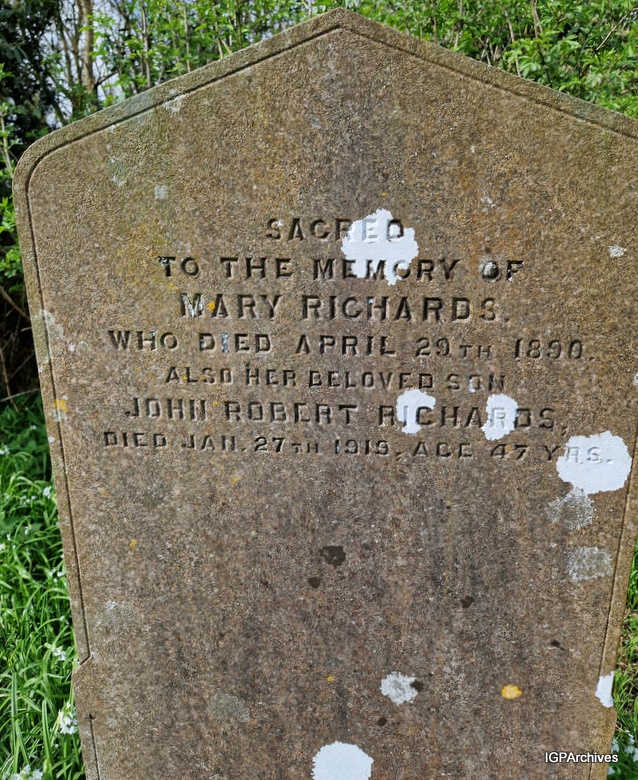 SACRED
TO THE MEMORY OF
MARY RICHARDS.
WHO DIED APRIL 29TH 1890.
ALSO HER BELOVED SON
JOHN ROBERT RICHARDS,
DIED JAN. 27TH 1919, AGE 47 YRS.
IGPArchives